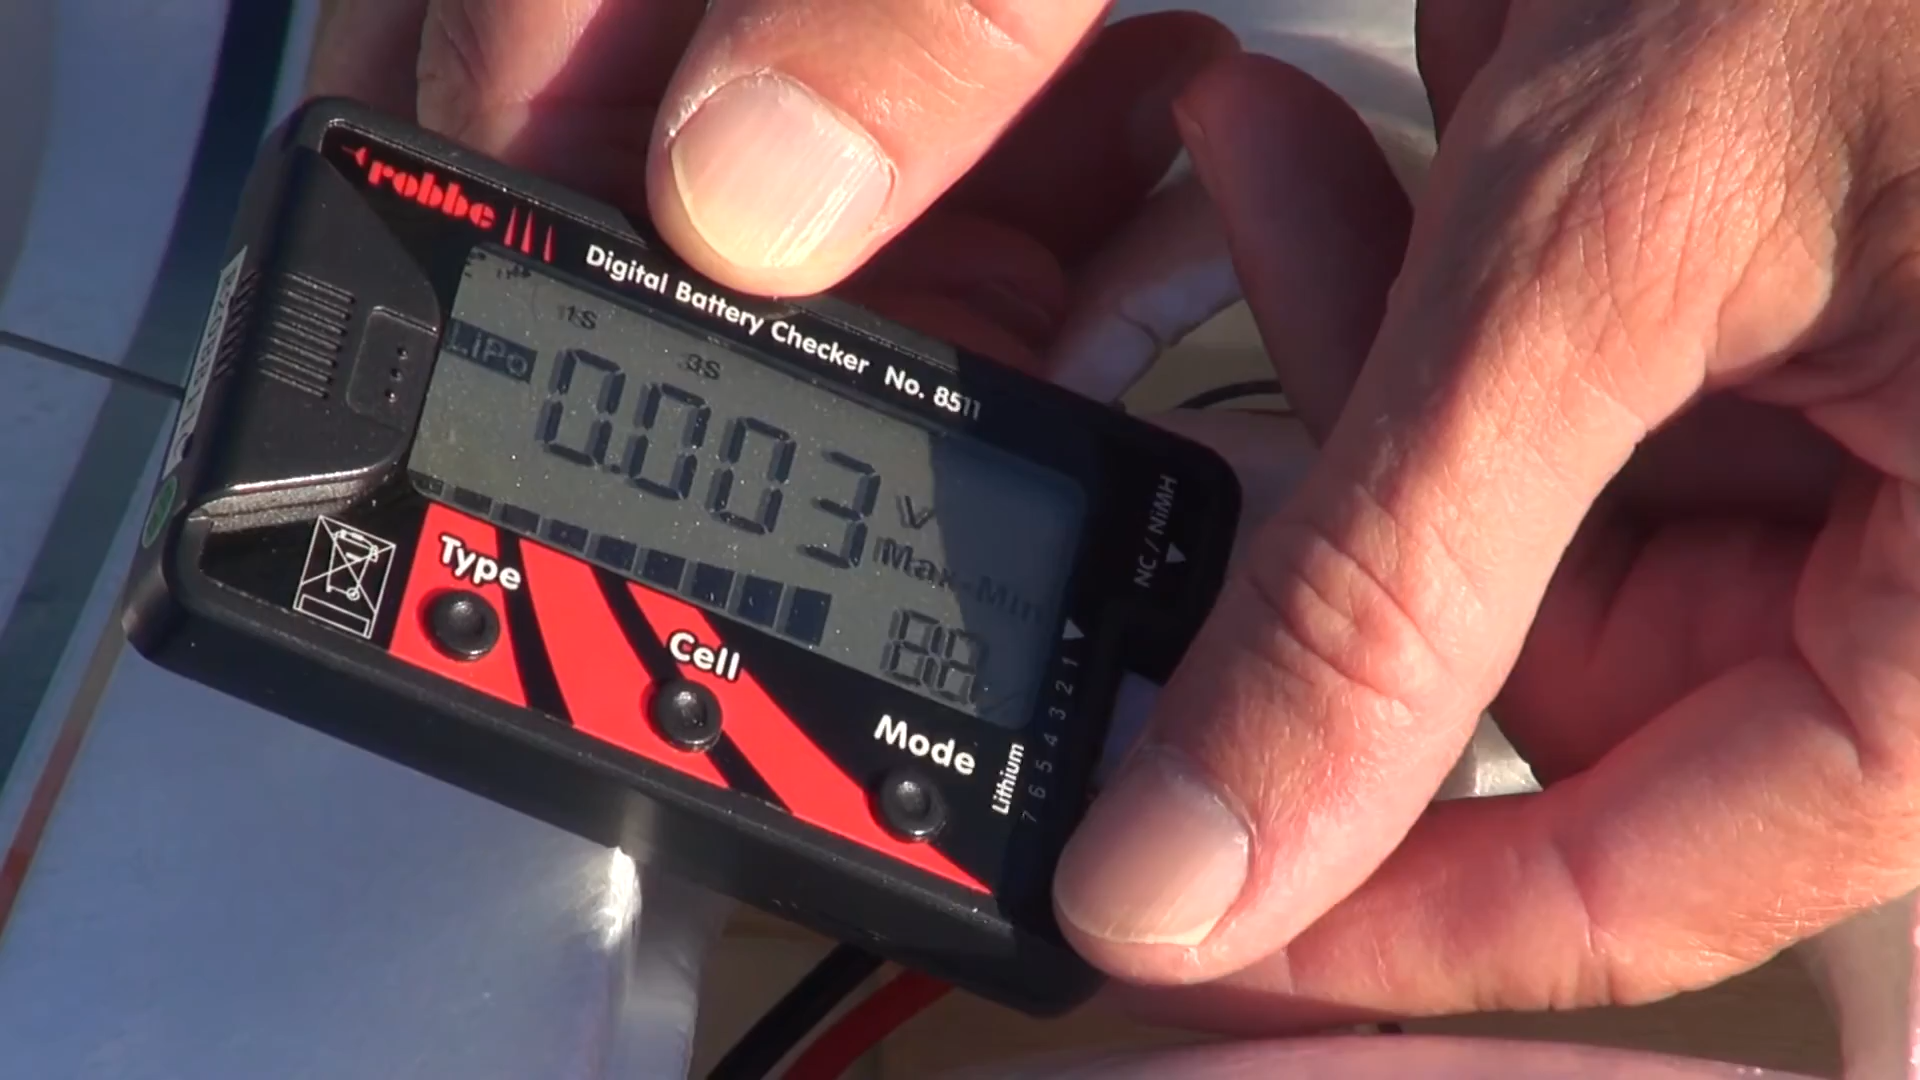 robbe
Digital Battery Checker No. 8511
1S
3S
LiPo
0.003 V
Max-Min
Type
Cell
Mode
NC / NiMH
Lithium
7 6 5 4 3 2 1